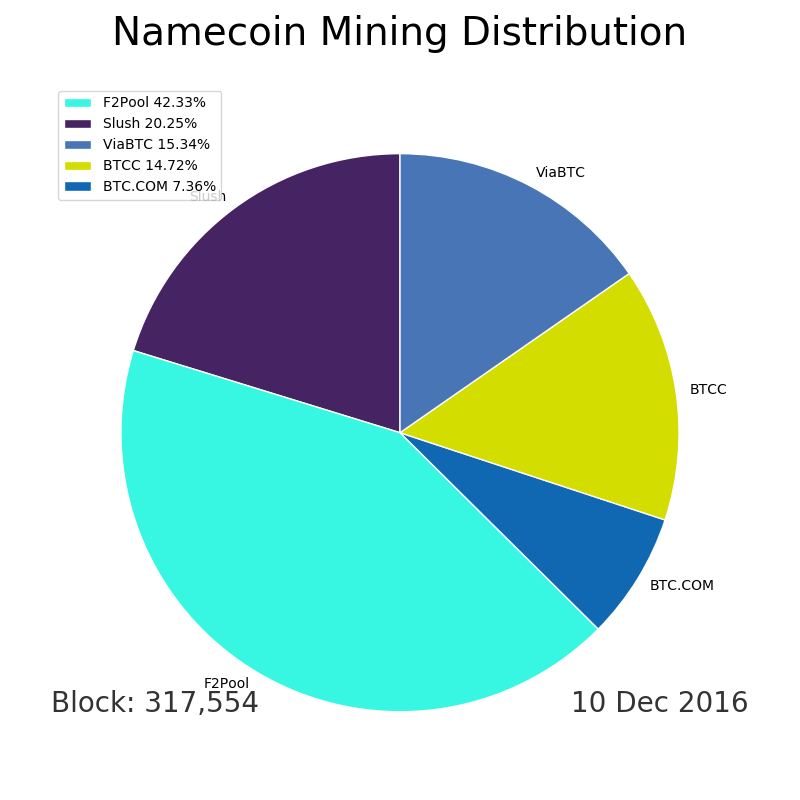 Namecoin Mining Distribution
F2Pool 42.33%
Slush 20.25%
ViaBTC 15.34%
BTCC 14.72%
BTC.COM 7.36%
Slush
ViaBTC
BTCC
BTC.COM
F2Pool
Block: 317,554
10 Dec 2016